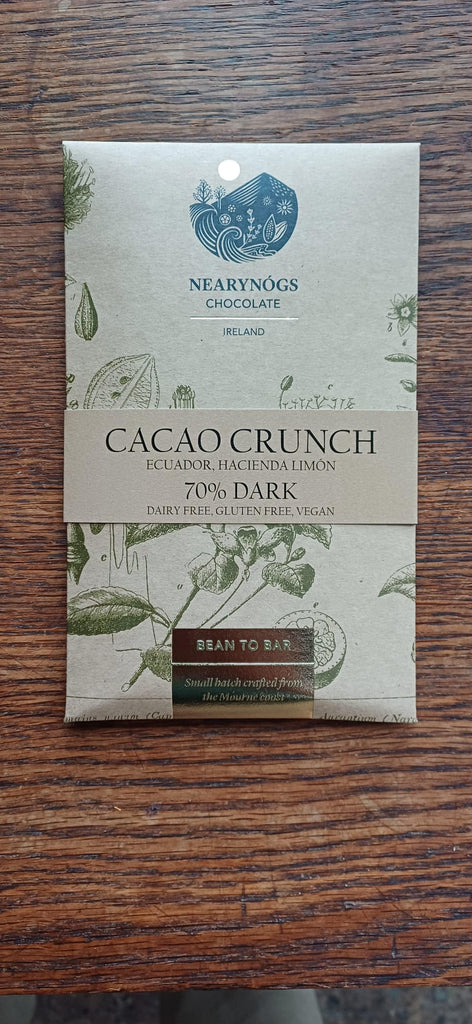 NEARYNÓGS
CHOCOLATE
IRELAND
CACAO CRUNCH
ECUADOR, HACIENDA LIMÓN
70% DARK
DAIRY FREE, GLUTEN FREE, VEGAN
e
a
e
BEAN TO BAR
Small batch crafted from
the Mourne coast